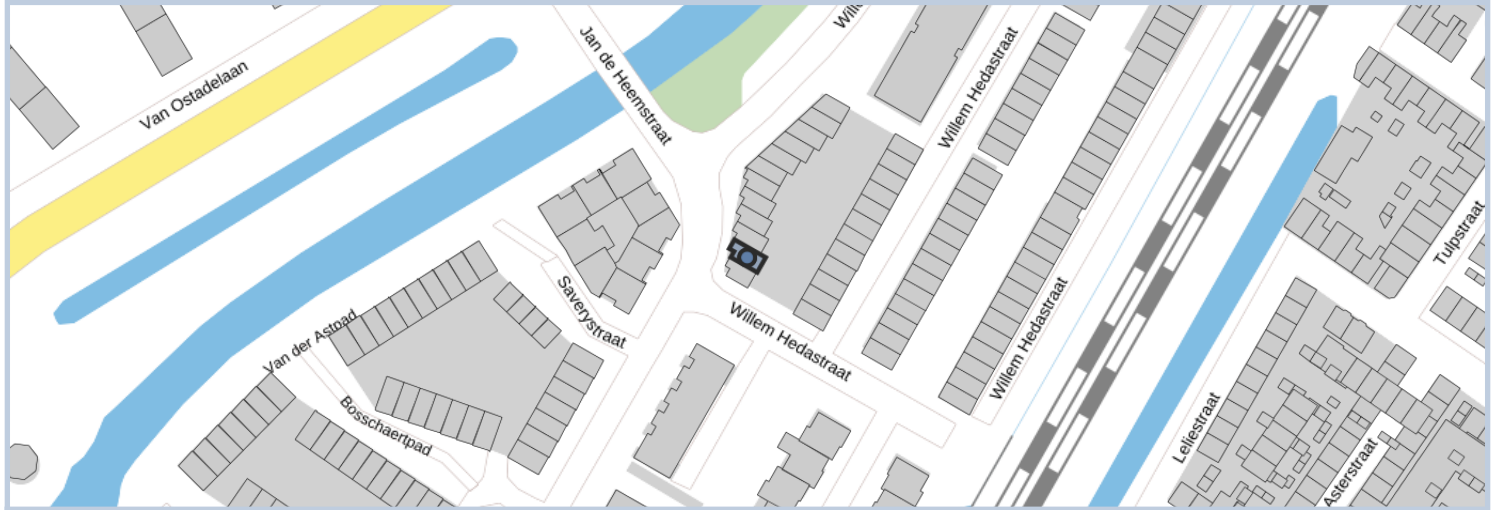 Wille
Jan de Heemstraat
Willem Hedastraat
Van Ostadelaan
Tulpstraat
Saverystraat
Willem Hedastraat
Willem Hedastraat
Van der Astpad
Bosschaertpad
Leliestraat
Asterstraat